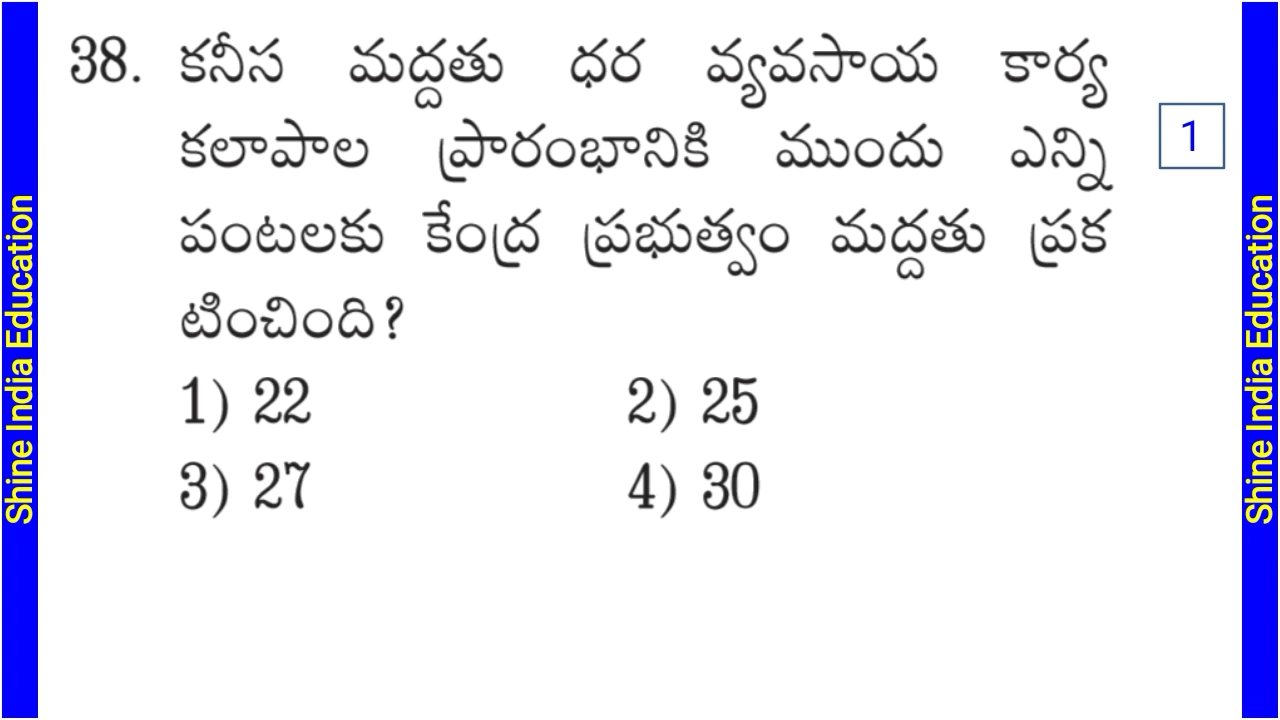 Shine India Education
38. కనీస మద్దతు ధర వ్యవసాయ కార్య
కలాపాల ప్రారంభానికి ముందు ఎన్ని
1
పంటలకు కేంద్ర ప్రభుత్వం మద్దతు ప్రక
టించింది?
1) 22 2) 25
3) 27 4) 30
Shine India Education